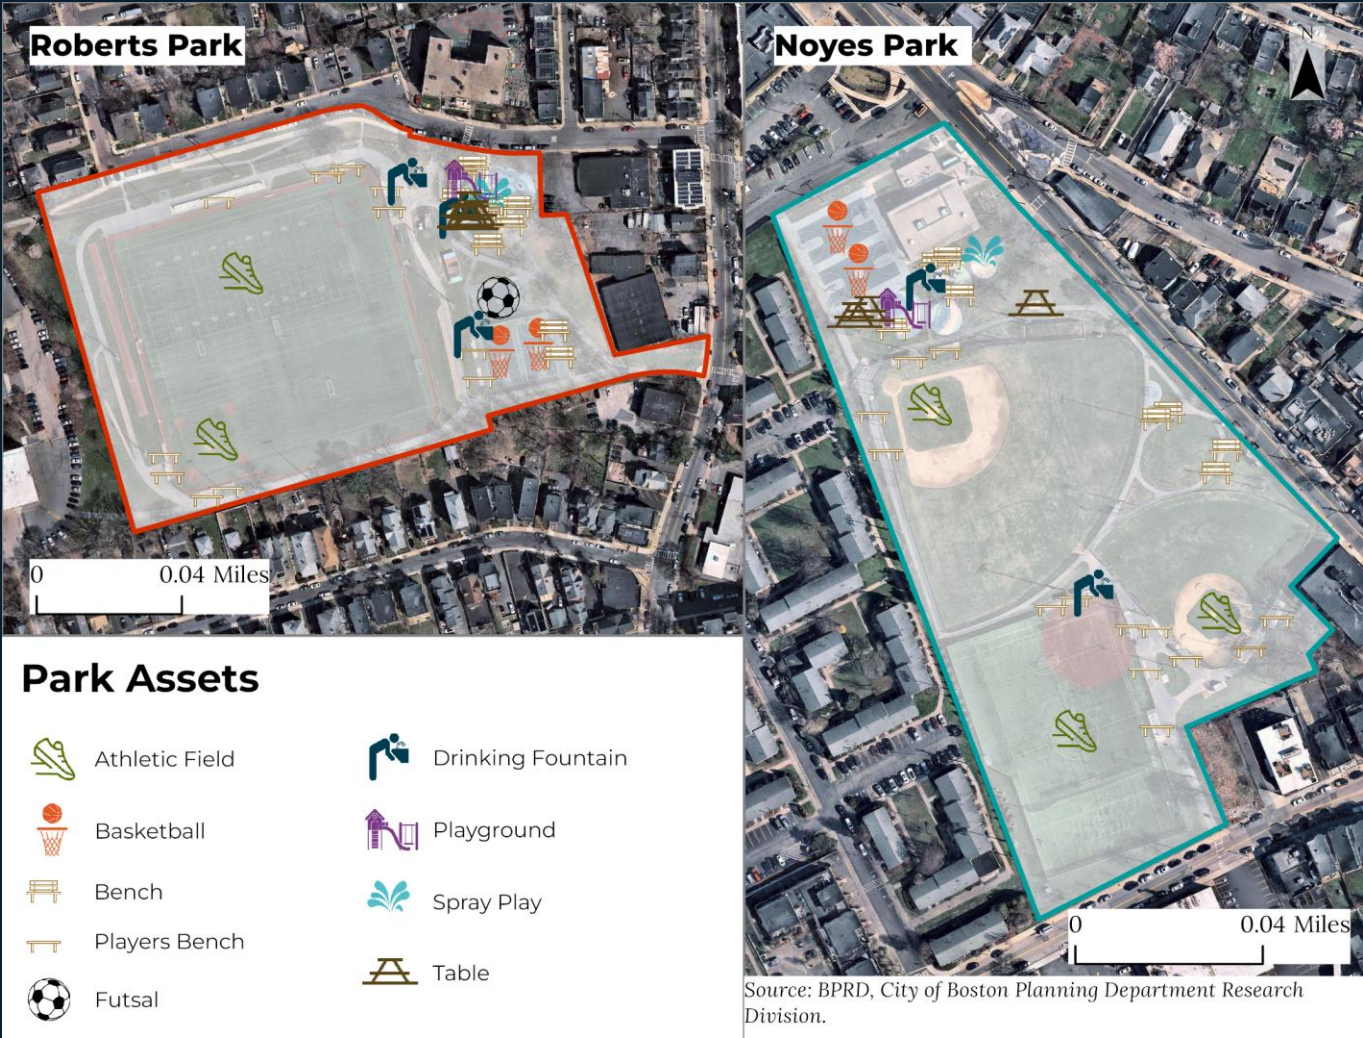 Roberts Park
Noyes Park
N
0 0.04 Miles
Park Assets
Athletic Field
Basketball
Bench
Players Bench
Futsal
Drinking Fountain
Playground
Spray Play
Table
0 0.04 Miles
Source: BPRD, City of Boston Planning Department Research
Division.